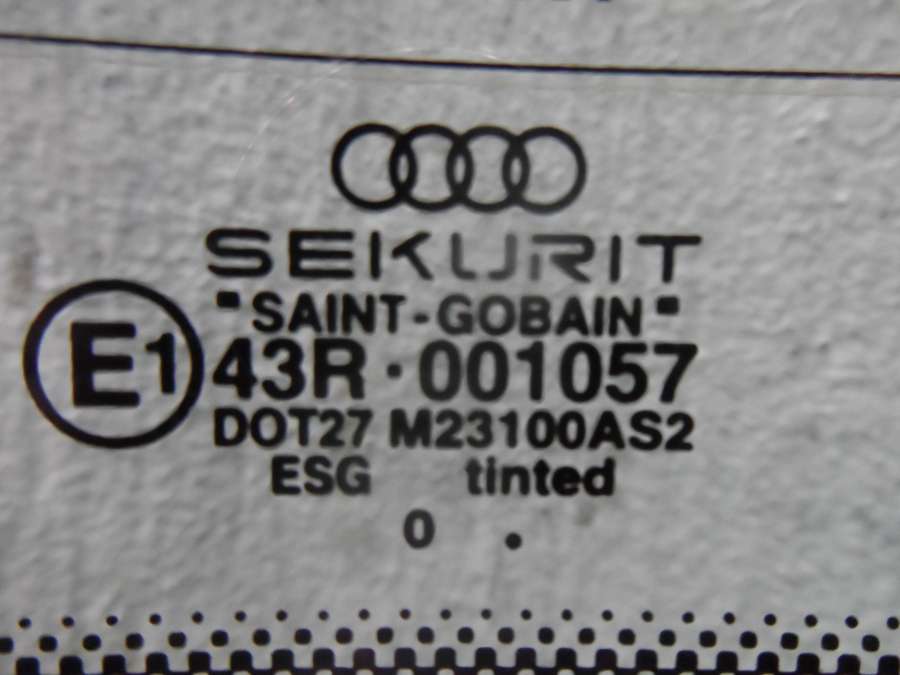 SEKURIT
"SAINT-GOBAIN"
E1 43R·001057
DOT27 M23100AS2
ESG tinted
0 .